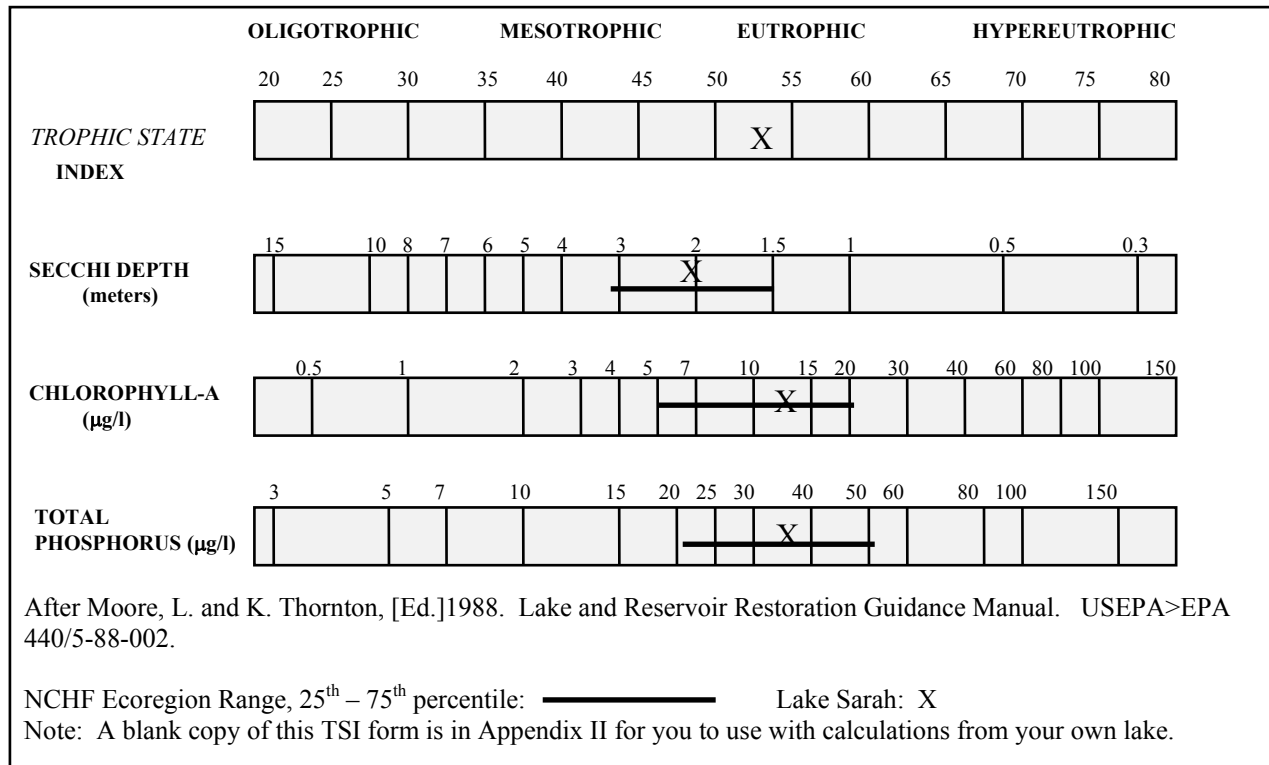 OLIGOTROPHIC MESOTROPHIC EUTROPHIC HYPEREUTROPHIC
20 25 30 35 40 45 50 55 60 65 70 75 80
TROPHIC STATE
INDEX
X
15 10 8 7 6 5 4 3 2 1.5 1 0.5 0.3
SECCHI DEPTH
(meters)
X
0.5 1 2 3 4 5 7 10 15 20 30 40 60 80 100 150
CHLOROPHYLL-A
(µg/l)
X
3 5 7 10 15 20 25 30 40 50 60 80 100 150
TOTAL
PHOSPHORUS (µg/l)
X
After Moore, L. and K. Thornton, [Ed.]1988. Lake and Reservoir Restoration Guidance Manual. USEPA>EPA
440/5-88-002.
NCHF Ecoregion Range, 25th – 75th percentile: Lake Sarah: X
Note: A blank copy of this TSI form is in Appendix II for you to use with calculations from your own lake.